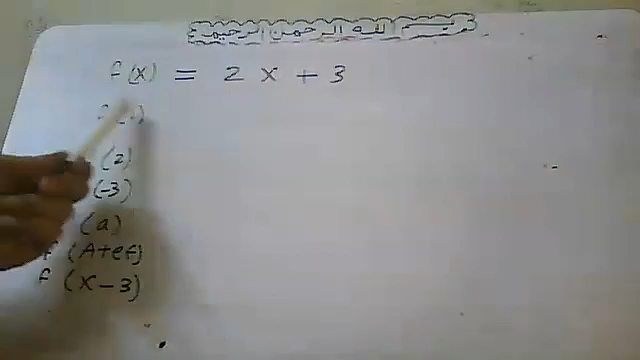 بسم الله الرحمن الرحيم
f(x) = 2x + 3
f
(2)
(-3)
(a)
f (A+ef)
f (x-3)